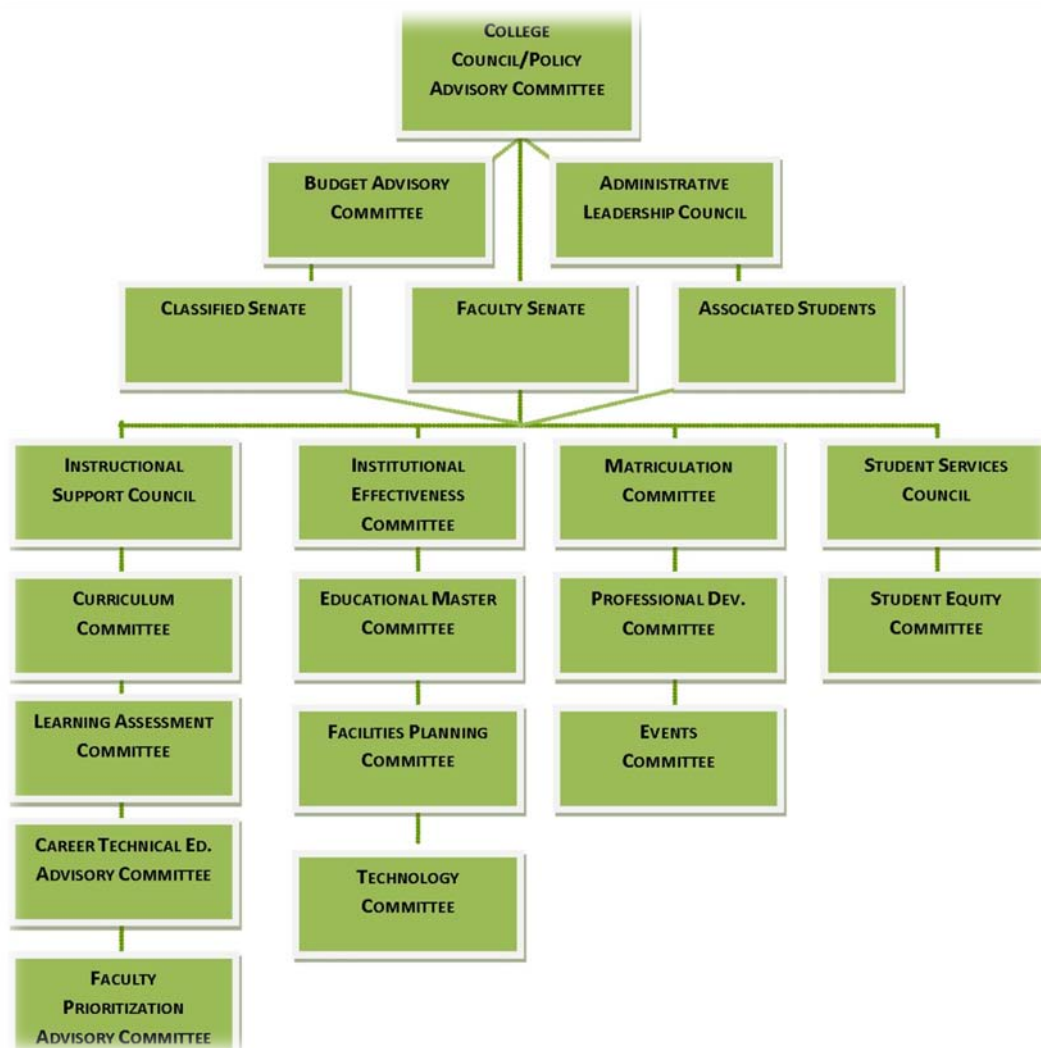 COLLEGE
COUNCIL/POLICY
ADVISORY COMMITTEE
BUDGET ADVISORY
COMMITTEE
ADMINISTRATIVE
LEADERSHIP COUNCIL
CLASSIFIED SENATE
FACULTY SENATE
ASSOCIATED STUDENTS
INSTRUCTIONAL
SUPPORT COUNCIL
INSTITUTIONAL
EFFECTIVENESS
COMMITTEE
MATRICULATION
COMMITTEE
STUDENT SERVICES
COUNCIL
CURRICULUM
COMMITTEE
EDUCATIONAL MASTER
COMMITTEE
PROFESSIONAL DEV.
COMMITTEE
STUDENT EQUITY
COMMITTEE
LEARNING ASSESSMENT
COMMITTEE
FACILITIES PLANNING
COMMITTEE
EVENTS
COMMITTEE
CAREER TECHNICAL ED.
ADVISORY COMMITTEE
TECHNOLOGY
COMMITTEE
FACULTY
PRIORITIZATION
ADVISORY COMMITTEE